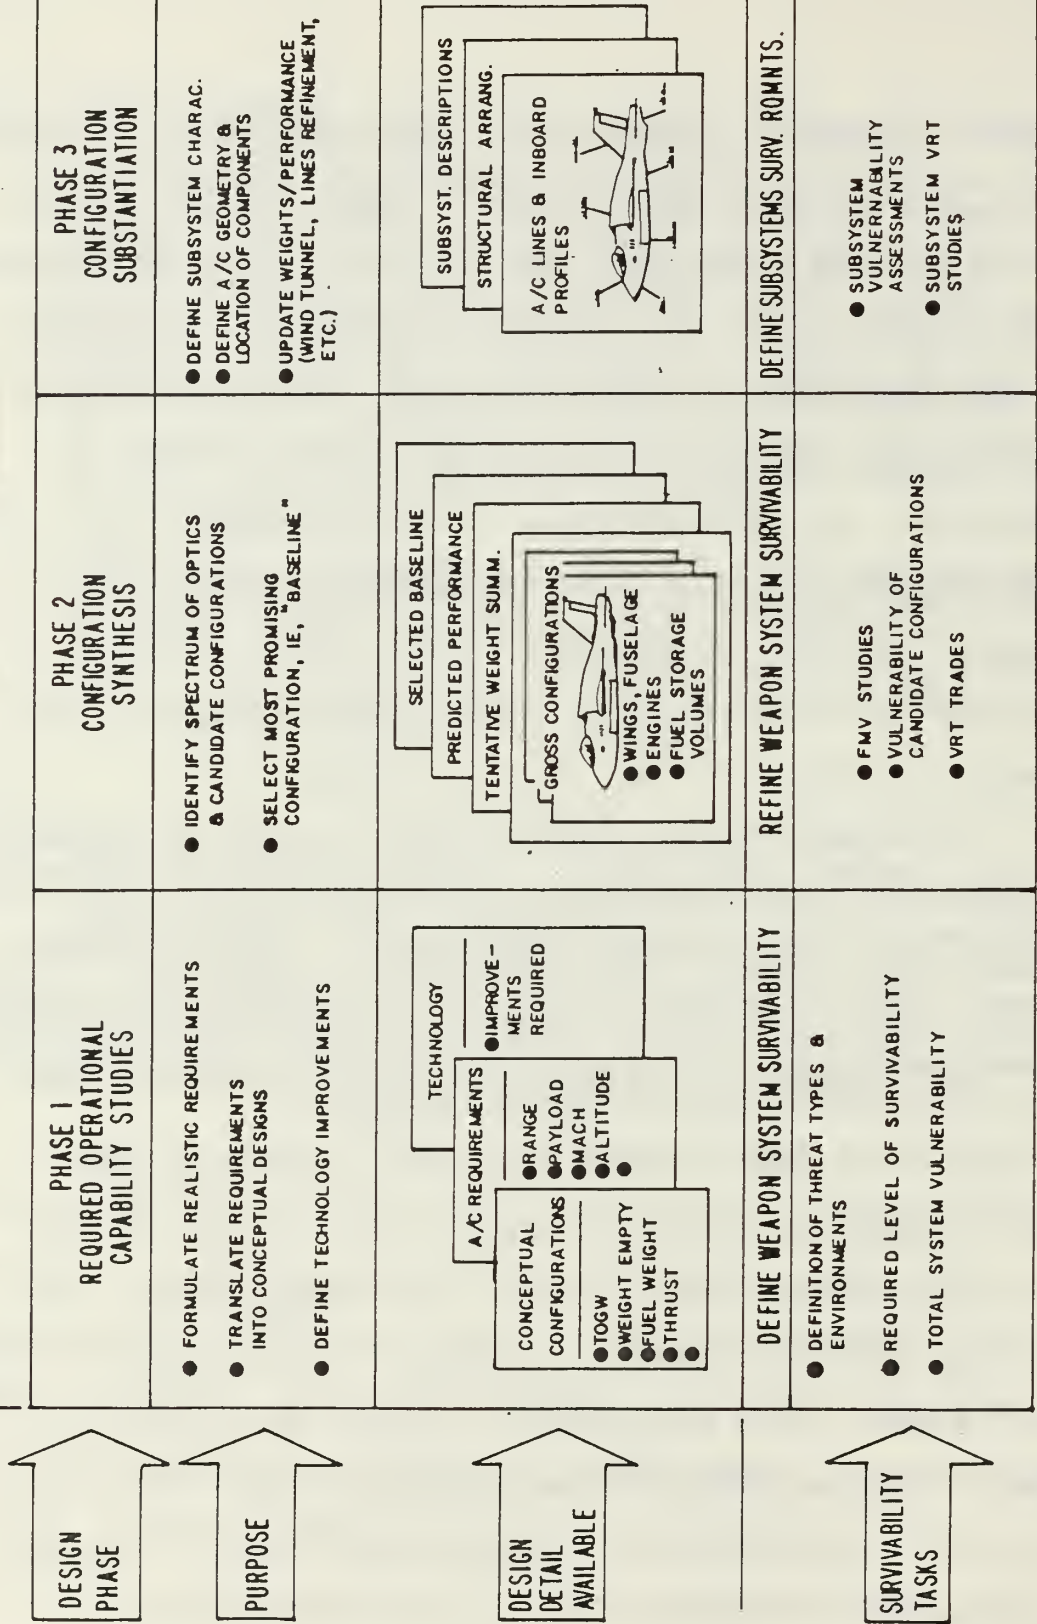 DESIGN
PHASE
PHASE 1
REQUIRED OPERATIONAL
CAPABILITY STUDIES
PHASE 2
CONFIGURATION
SYNTHESIS
PHASE 3
CONFIGURATION
SUBSTANTIATION
PURPOSE
● FORMULATE REALISTIC REQUIREMENTS
● TRANSLATE REQUIREMENTS
INTO CONCEPTUAL DESIGNS
● DEFINE TECHNOLOGY IMPROVEMENTS
● IDENTIFY SPECTRUM OF OPTICS
& CANDIDATE CONFIGURATIONS
● SELECT MOST PROMISING
CONFIGURATION, IE, "BASELINE"
● DEFINE SUBSYSTEM CHARAC.
● DEFINE A/C GEOMETRY &
LOCATION OF COMPONENTS
● UPDATE WEIGHTS/PERFORMANCE
(WIND TUNNEL, LINES REFINEMENT,
ETC.)
DESIGN
DETAIL
AVAILABLE
TECHNOLOGY
● IMPROVE-
MENTS
REQUIRED
A/C REQUIREMENTS
● RANGE
● PAYLOAD
● MACH
● ALTITUDE
●
CONCEPTUAL
CONFIGURATIONS
● TOGW
● WEIGHT EMPTY
● FUEL WEIGHT
● THRUST
●
SELECTED BASELINE
PREDICTED PERFORMANCE
TENTATIVE WEIGHT SUMM.
GROSS CONFIGURATIONS
● WINGS, FUSELAGE
● ENGINES
● FUEL STORAGE
VOLUMES
SUBSYST. DESCRIPTIONS
STRUCTURAL ARRANG.
A/C LINES & INBOARD
PROFILES
DEFINE WEAPON SYSTEM SURVIVABILITY
REFINE WEAPON SYSTEM SURVIVABILITY
DEFINE SUBSYSTEMS SURV. RQMNTS.
SURVIVABILITY
TASKS
● DEFINITION OF THREAT TYPES &
ENVIRONMENTS
● REQUIRED LEVEL OF SURVIVABILITY
● TOTAL SYSTEM VULNERABILITY
● FMV STUDIES
● VULNERABILITY OF
CANDIDATE CONFIGURATIONS
● VRT TRADES
● SUBSYSTEM
VULNERNABILITY
ASSESSMENTS
● SUBSYSTEM VRT
STUDIES